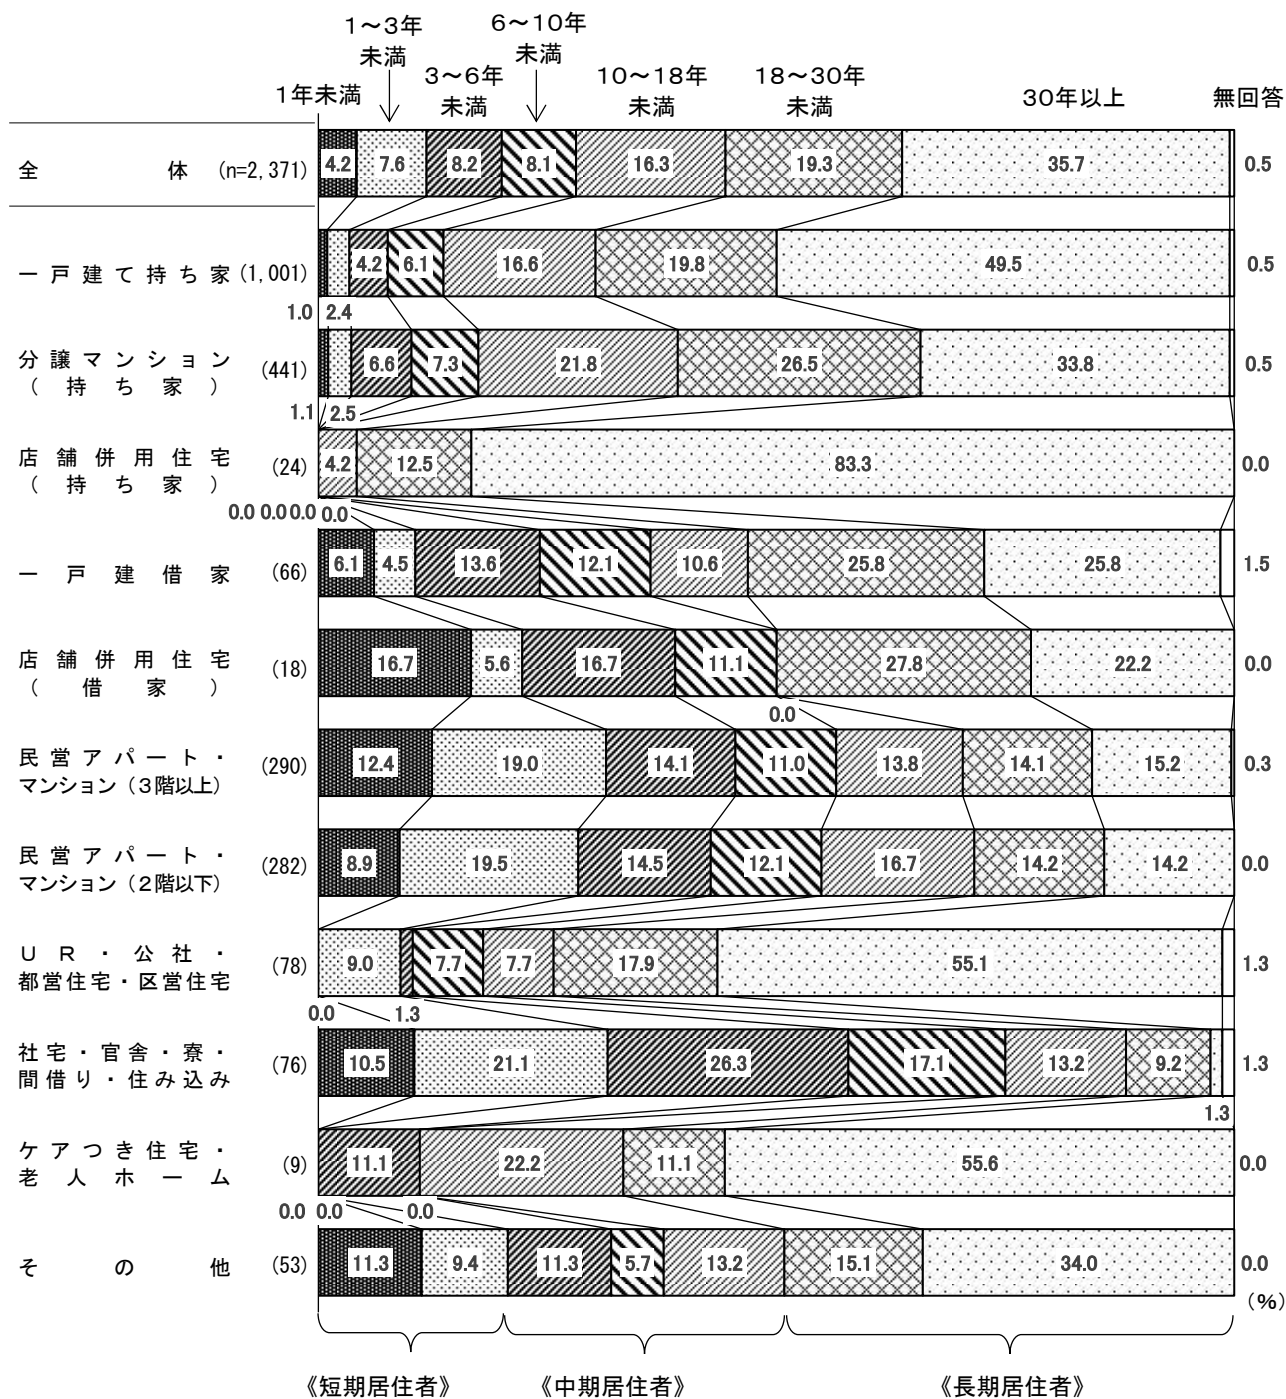 1～3年
未満
6～10年
未満
1年未満
3～6年
未満
10～18年
未満
18～30年
未満
30年以上
無回答
全体 (n=2,371) 4.2 7.6 8.2 8.1 16.3 19.3 35.7 0.5
一戸建て持ち家 (1,001) 4.2 6.1 16.6 19.8 49.5 0.5
1.0 2.4
分譲マンション
（持ち家） (441) 6.6 7.3 21.8 26.5 33.8 0.5
1.1 2.5
店舗併用住宅
（持ち家） (24) 4.2 12.5 83.3 0.0
0.0 0.0 0.0 0.0
一戸建借家 (66) 6.1 4.5 13.6 12.1 10.6 25.8 25.8 1.5
店舗併用住宅
（借家） (18) 16.7 5.6 16.7 11.1 27.8 22.2 0.0
0.0
民営アパート・
マンション（3階以上） (290) 12.4 19.0 14.1 11.0 13.8 14.1 15.2 0.3
民営アパート・
マンション（2階以下） (282) 8.9 19.5 14.5 12.1 16.7 14.2 14.2 0.0
ＵＲ・公社・
都営住宅・区営住宅 (78) 9.0 7.7 7.7 17.9 55.1 1.3
0.0 1.3
社宅・官舎・寮・
間借り・住み込み (76) 10.5 21.1 26.3 17.1 13.2 9.2 1.3
1.3
ケアつき住宅・
老人ホーム (9) 11.1 22.2 11.1 55.6 0.0
0.0 0.0 0.0
その他 (53) 11.3 9.4 11.3 5.7 13.2 15.1 34.0 0.0
(%)
《短期居住者》 《中期居住者》 《長期居住者》